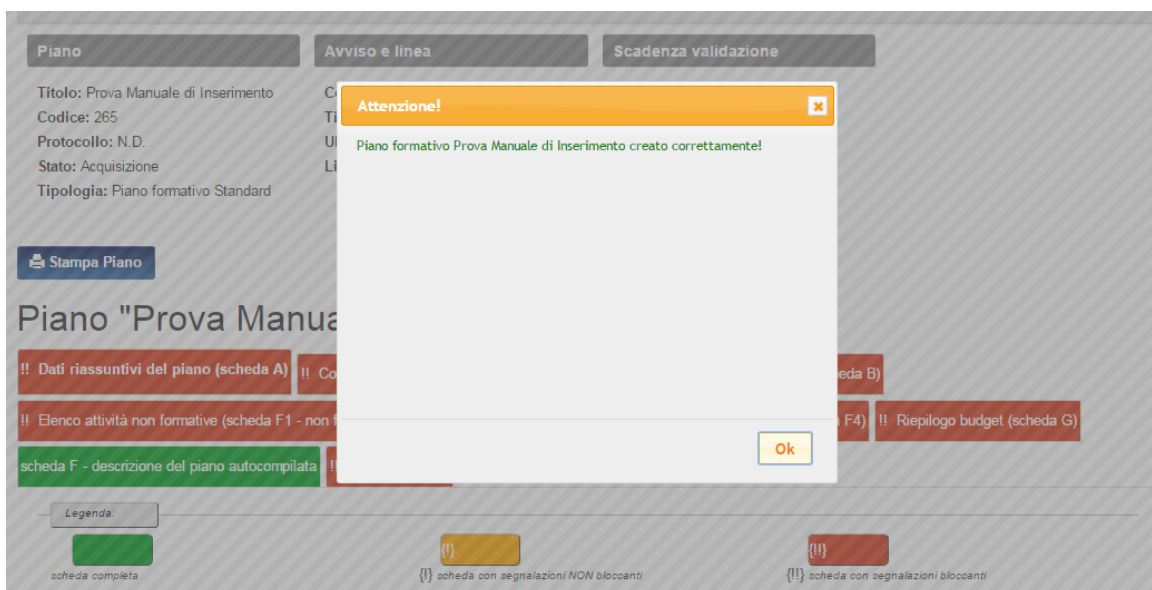 Piano
Avviso e linea
Scadenza validazione
Titolo: Prova Manuale di Inserimento
Codice: 265
Protocollo: N.D.
Stato: Acquisizione
Tipologia: Piano formativo Standard
Attenzione!
Piano formativo Prova Manuale di Inserimento creato correttamente!
Ok
Stampa Piano
Piano "Prova Manua
!! Dati riassuntivi del piano (scheda A)
!! Co
eda B)
!! Elenco attività non formative (scheda F1 - non f
F4)
!! Riepilogo budget (scheda G)
scheda F - descrizione del piano autocompilata
Legenda:
{!}
{!!}
scheda completa
{!} scheda con segnalazioni NON bloccanti
{!!} scheda con segnalazioni bloccanti